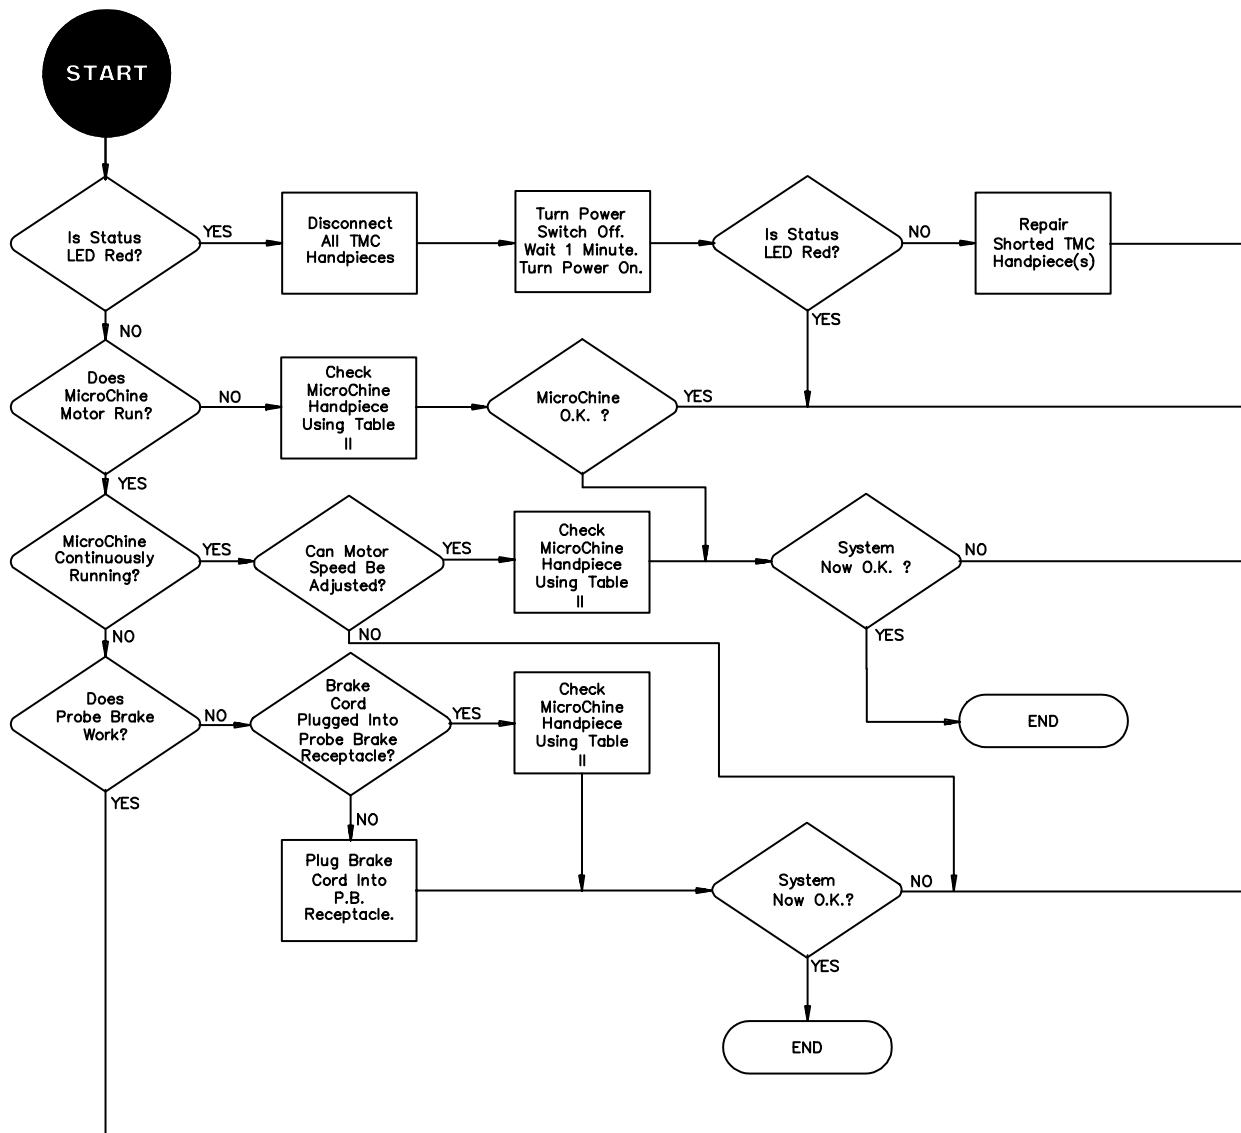 START
Is Status
LED Red?
YES
Disconnect
All TMC
Handpieces
Turn Power
Switch Off.
Wait 1 Minute.
Turn Power On.
Is Status
LED Red?
NO
Repair
Shorted TMC
Handpiece(s)
YES
NO
Does
MicroChine
Motor Run?
NO
Check
MicroChine
Handpiece
Using Table
II
MicroChine
O.K. ?
YES
YES
MicroChine
Continuously
Running?
YES
Can Motor
Speed Be
Adjusted?
YES
Check
MicroChine
Handpiece
Using Table
II
System
Now O.K. ?
NO
YES
END
NO
NO
Does
Probe Brake
Work?
NO
Brake
Cord
Plugged Into
Probe Brake
Receptacle?
YES
Check
MicroChine
Handpiece
Using Table
II
YES
NO
Plug Brake
Cord Into
P.B.
Receptacle.
System
Now O.K.?
NO
YES
END